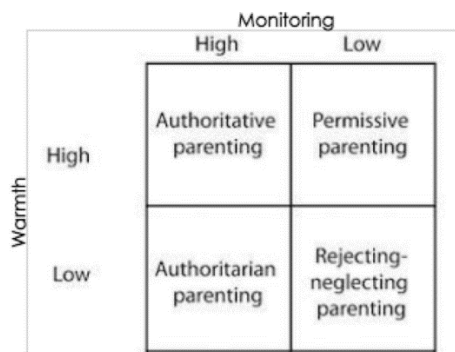 Monitoring
High Low
Warmth
High
Authoritative Permissive
parenting parenting
Low
Authoritarian
parenting
Rejecting-
neglecting
parenting